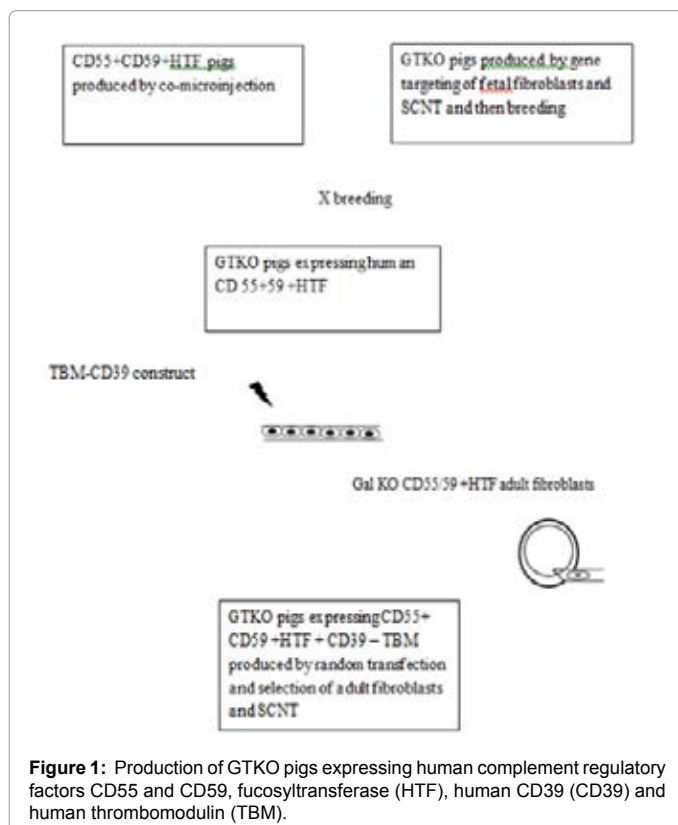 CD55+CD59+HTF pigs
produced by co-microinjection
GTKO pigs produced by gene
targeting of fetal fibroblasts and
SCNT and then breeding
X breeding
GTKO pigs expressing human
CD 55+59 +HTF
TBM-CD39 construct
Gal KO CD55/59 +HTF adult fibroblasts
GTKO pigs expressing CD55+
CD59 +HTF + CD39 – TBM
produced by random transfection
and selection of adult fibroblasts
and SCNT
Figure 1: Production of GTKO pigs expressing human complement regulatory
factors CD55 and CD59, fucosyltransferase (HTF), human CD39 (CD39) and
human thrombomodulin (TBM).